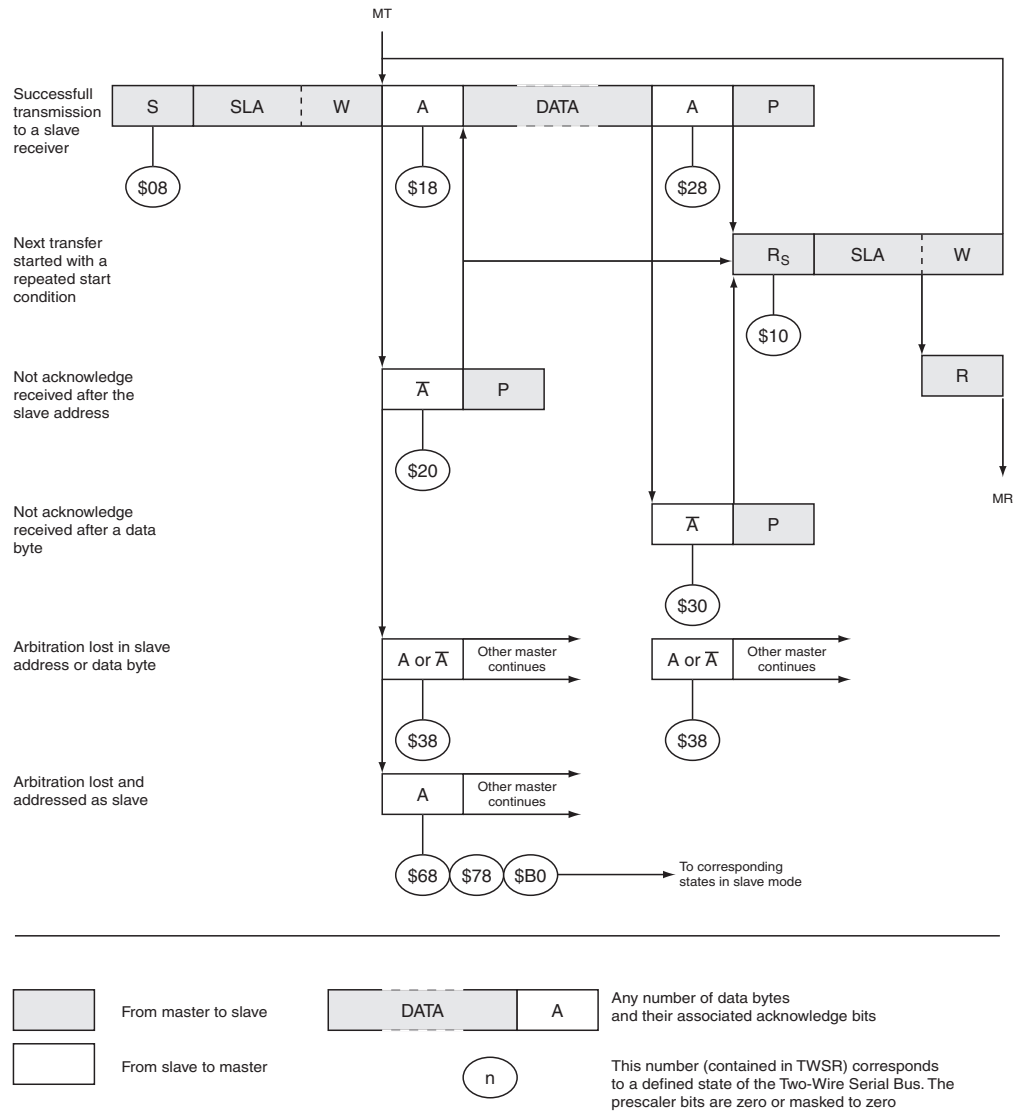 MT
Successfull
transmission
to a slave
receiver
S SLA W A DATA A P
$08 $18 $28
Next transfer
started with a
repeated start
condition
RS SLA W
$10
Not acknowledge
received after the
slave address
A P
R
$20
MR
Not acknowledge
received after a data
byte
A P
$30
Arbitration lost in slave
address or data byte
A or A Other master
continues
A or A Other master
continues
$38 $38
Arbitration lost and
addressed as slave
A Other master
continues
$68 $78 $B0
To corresponding
states in slave mode
From master to slave
DATA A
Any number of data bytes
and their associated acknowledge bits
From slave to master
n
This number (contained in TWSR) corresponds
to a defined state of the Two-Wire Serial Bus. The
prescaler bits are zero or masked to zero